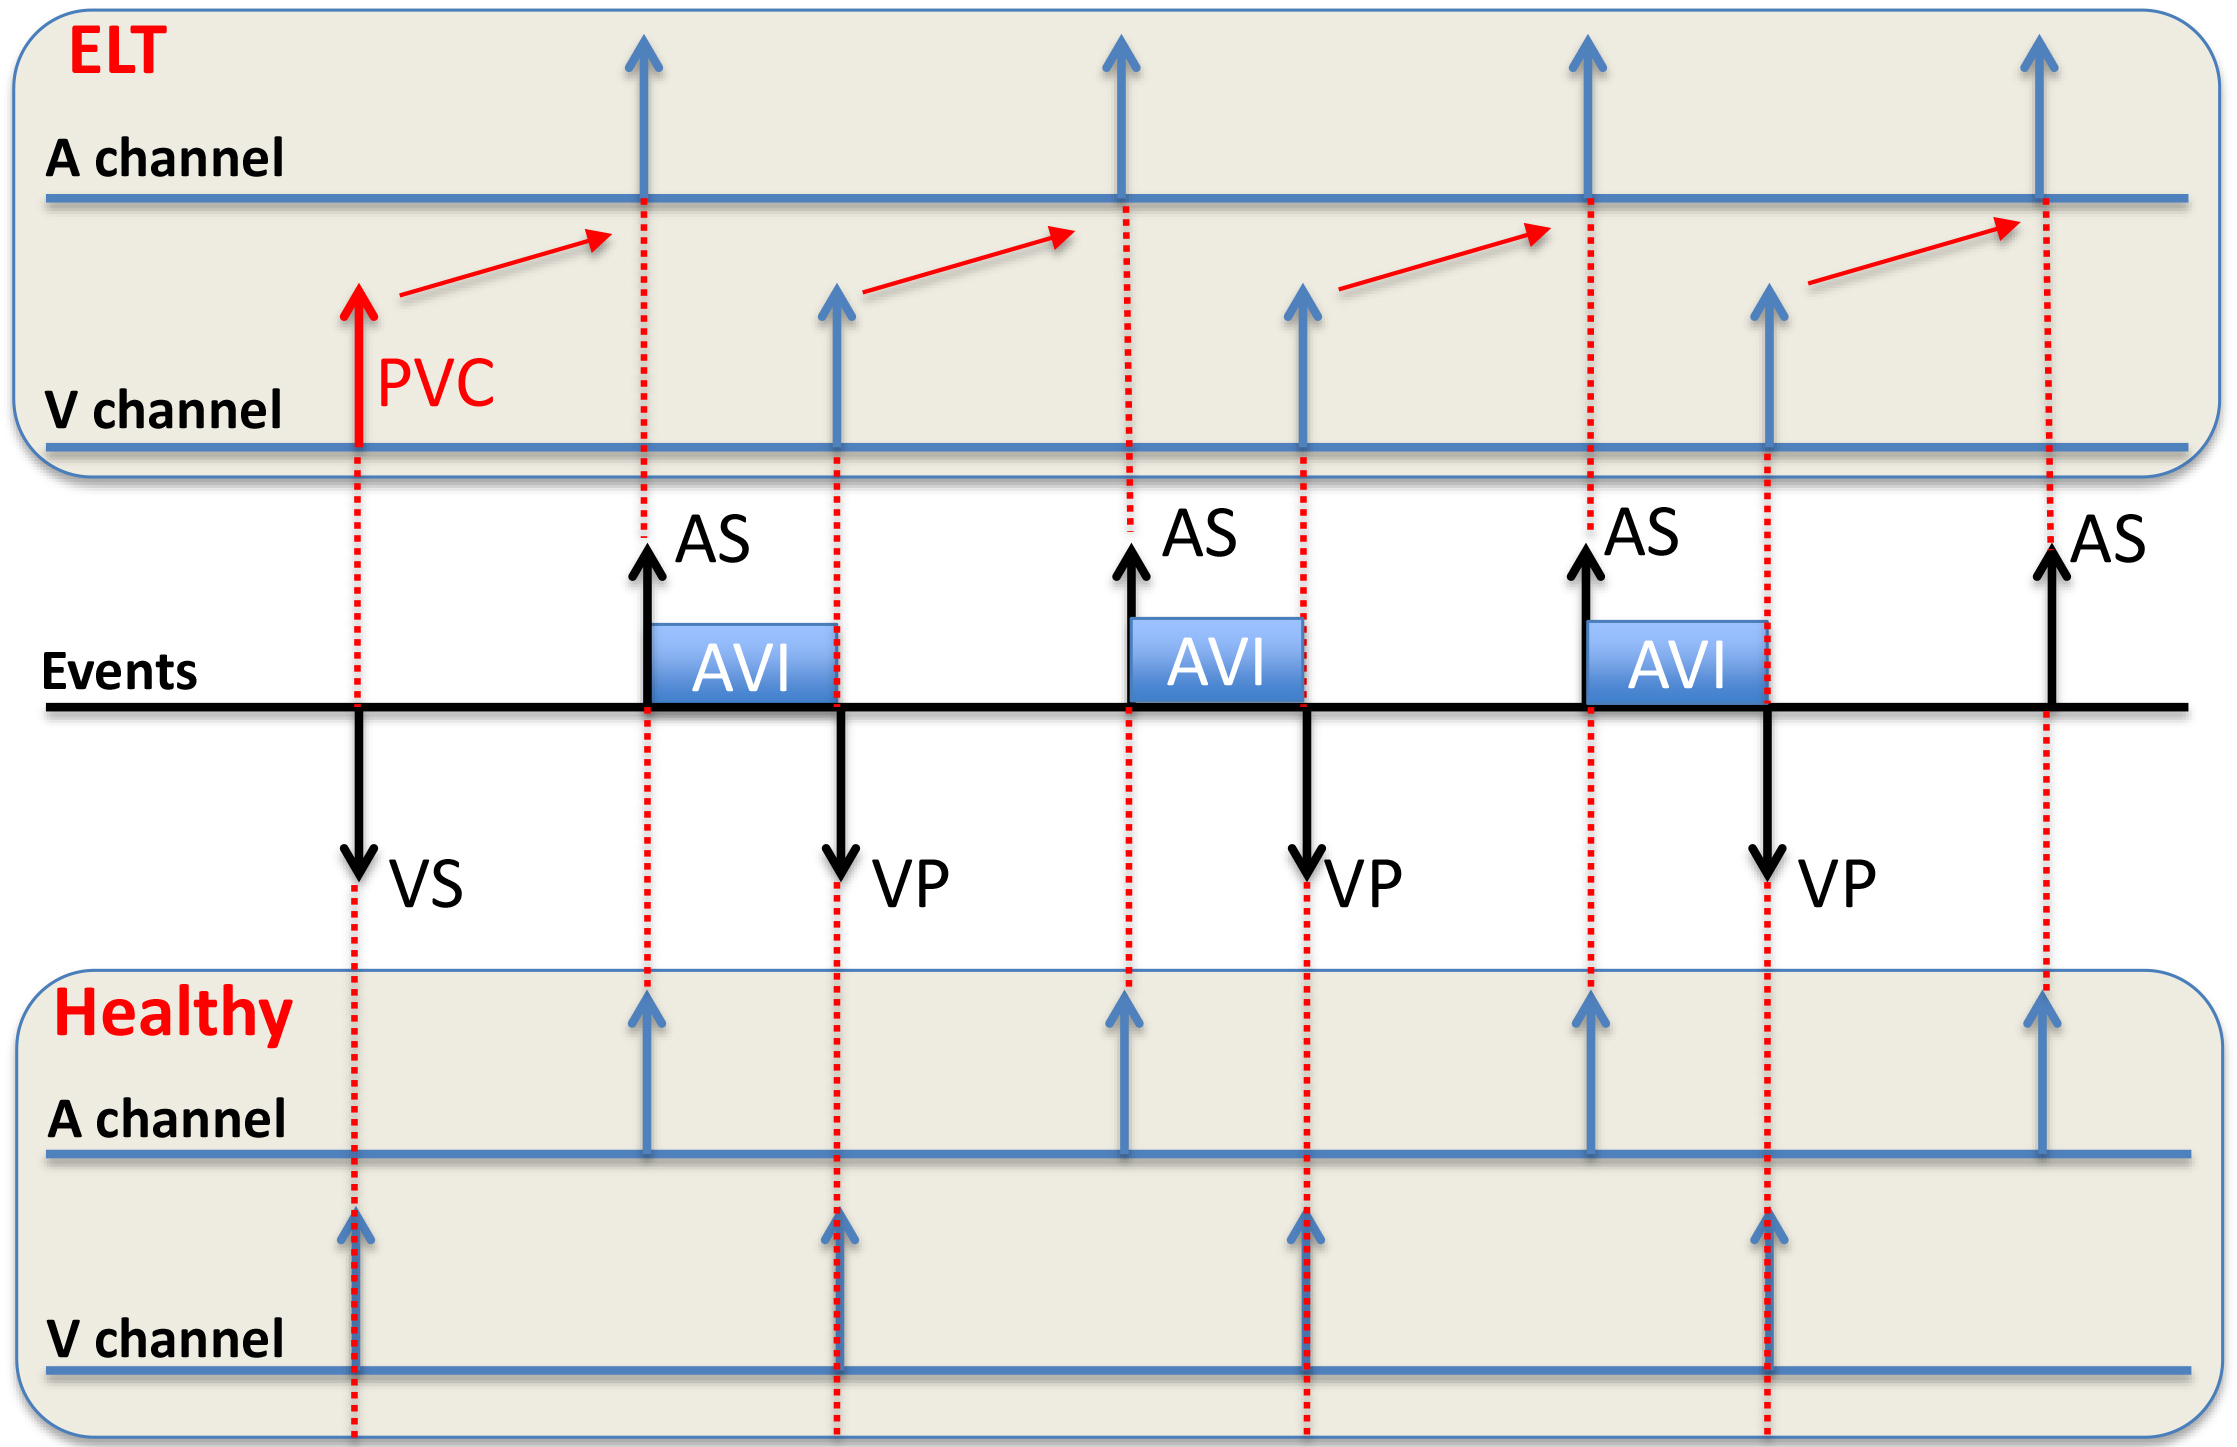 ELT
A channel
PVC
V channel
AS AS AS AS
AVI AVI AVI
Events
VS VP VP VP
Healthy
A channel
V channel